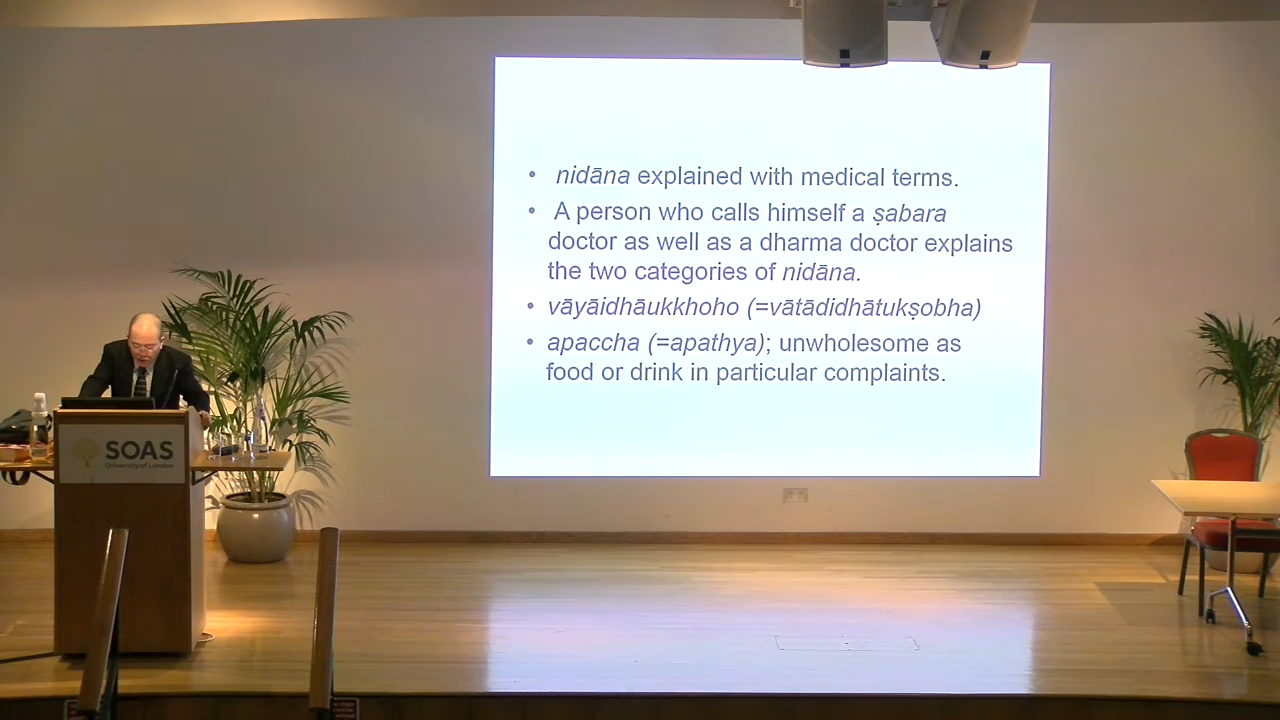 • nidāna explained with medical terms.
• A person who calls himself a ṣabara
doctor as well as a dharma doctor explains
the two categories of nidāna.
• vāyāidhāukkhoho (=vātādidhātukṣobha)
• apaccha (=apathya); unwholesome as
food or drink in particular complaints.
SOAS
University of London